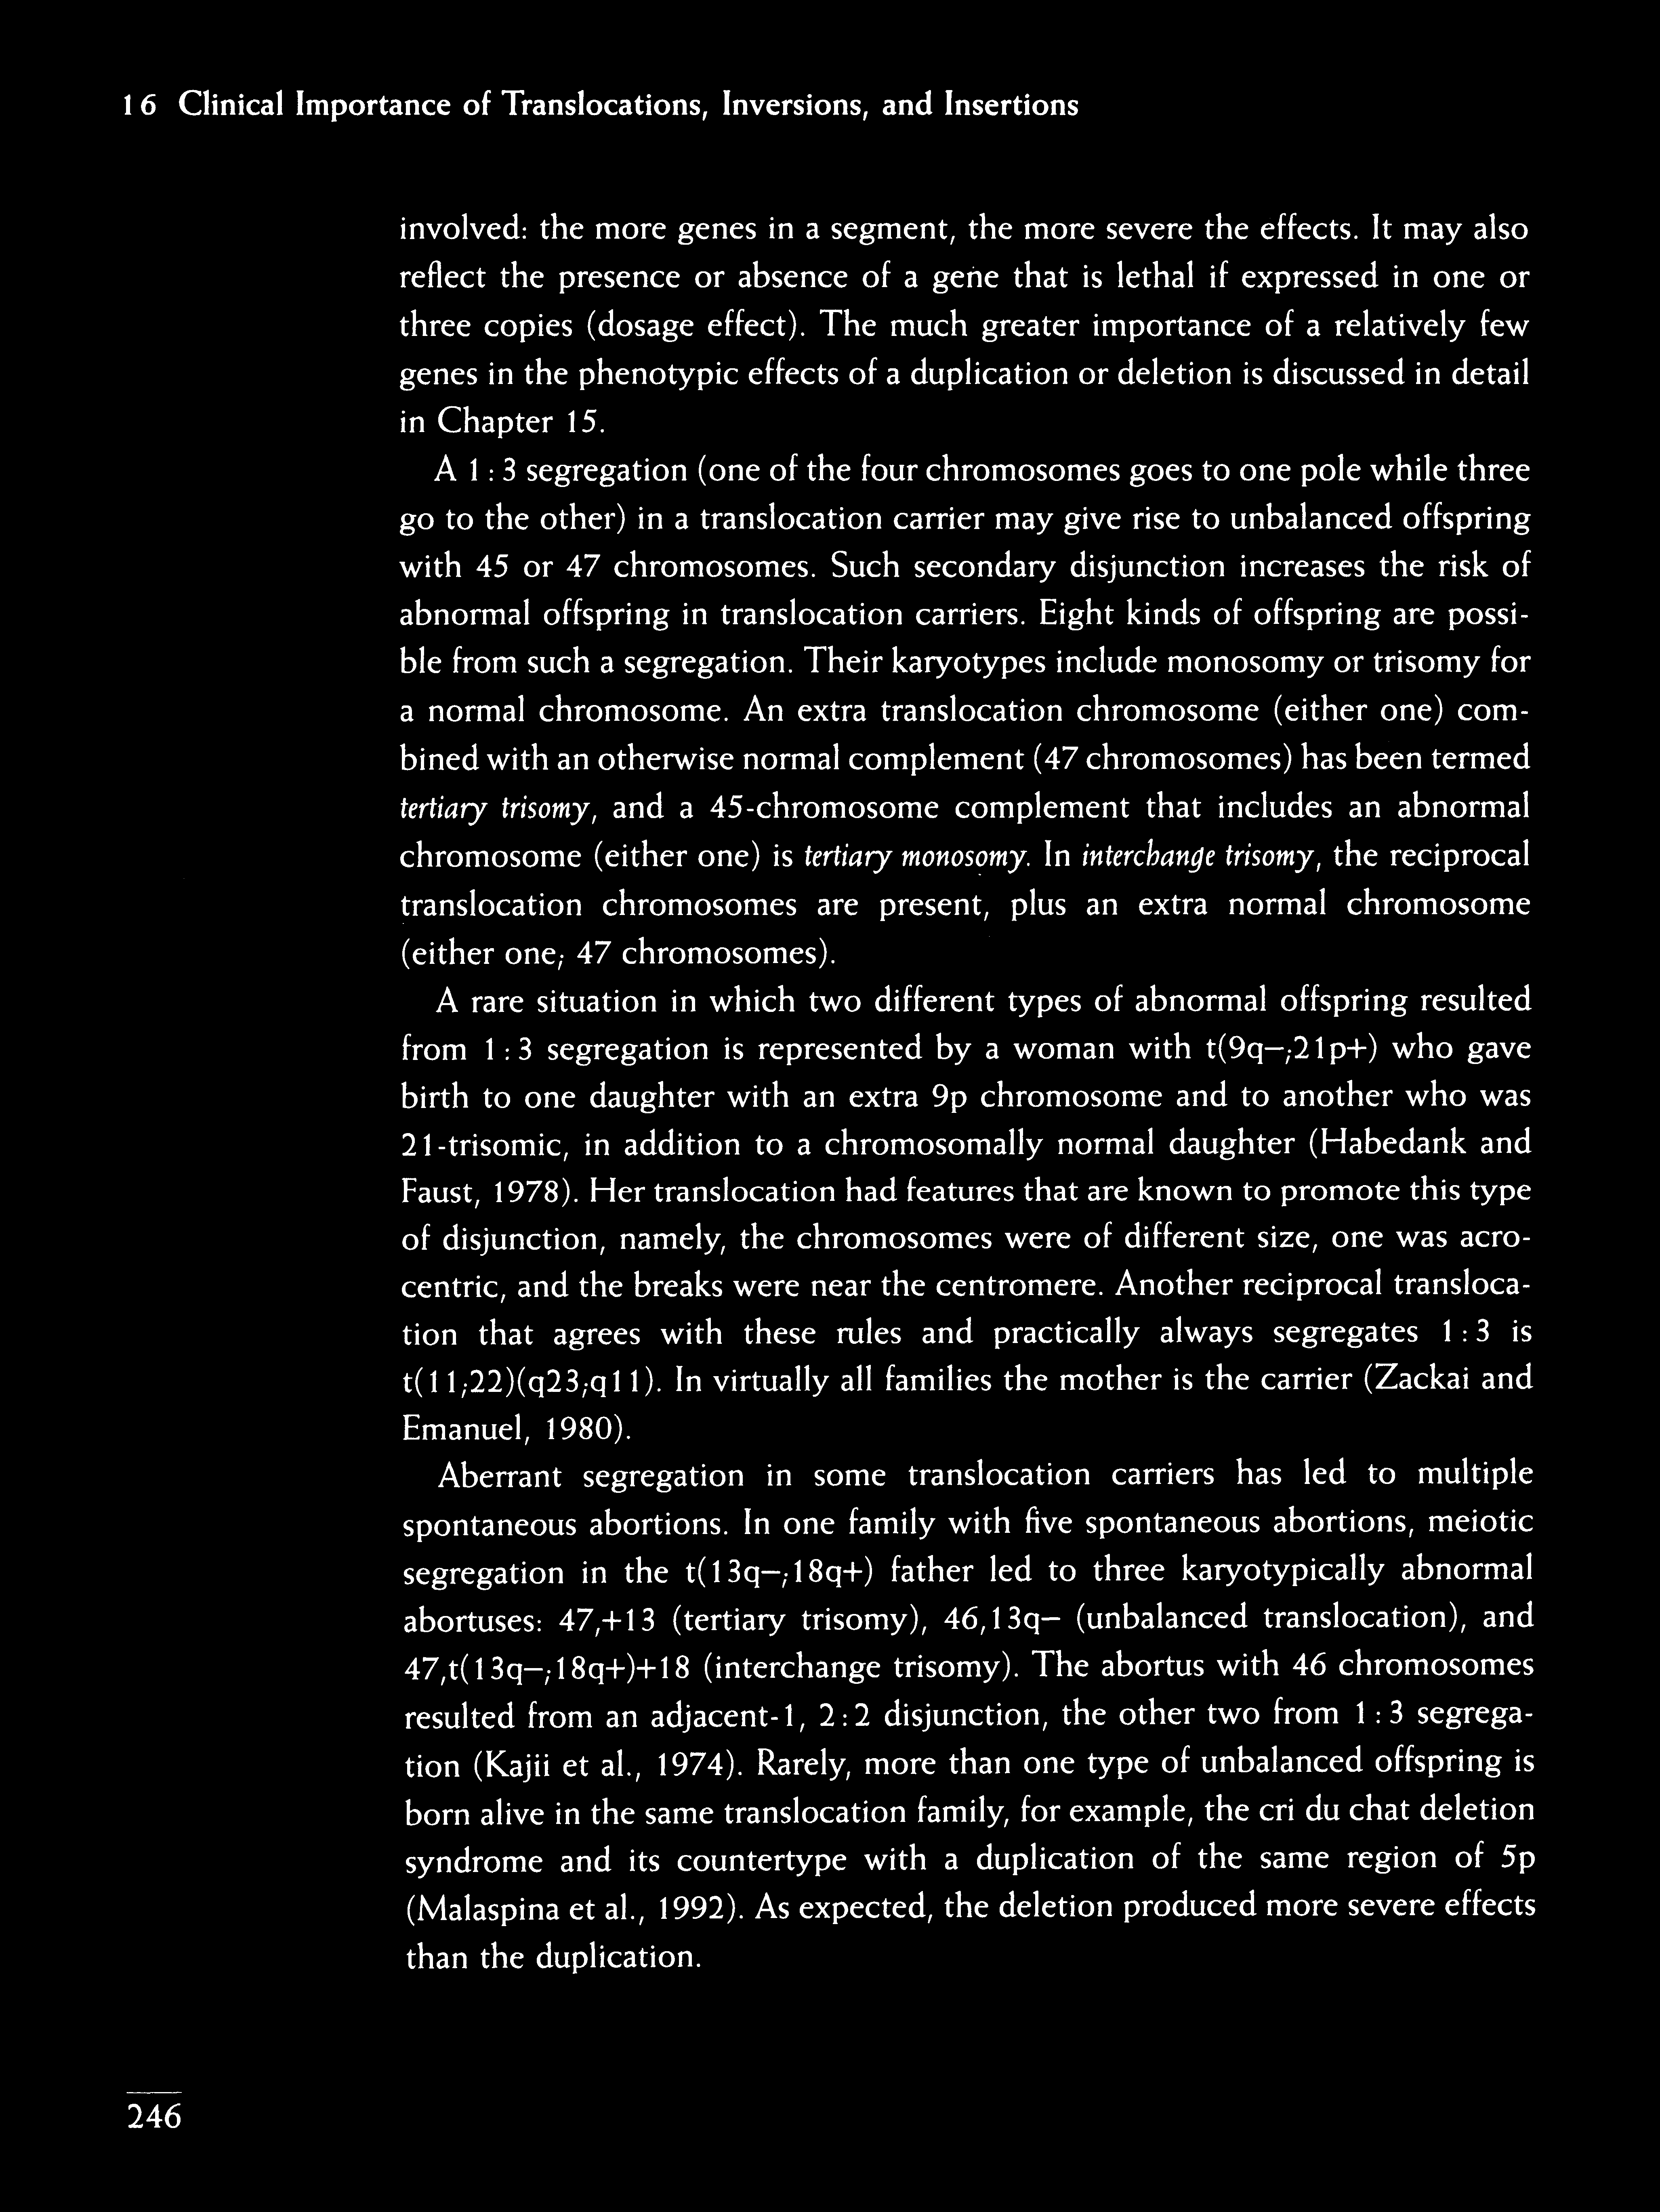 16 Clinical Importance of Translocations, Inversions, and Insertions
involved: the more genes in a segment, the more severe the effects. It may also
reflect the presence or absence of a gene that is lethal if expressed in one or
three copies (dosage effect). The much greater importance of a relatively few
genes in the phenotypic effects of a duplication or deletion is discussed in detail
in Chapter 15.
A 1 : 3 segregation (one of the four chromosomes goes to one pole while three
go to the other) in a translocation carrier may give rise to unbalanced offspring
with 45 or 47 chromosomes. Such secondary disjunction increases the risk of
abnormal offspring in translocation carriers. Eight kinds of offspring are possi-
ble from such a segregation. Their karyotypes include monosomy or trisomy for
a normal chromosome. An extra translocation chromosome (either one) com-
bined with an otherwise normal complement (47 chromosomes) has been termed
tertiary trisomy, and a 45-chromosome complement that includes an abnormal
chromosome (either one) is tertiary monosomy. In interchange trisomy, the reciprocal
translocation chromosomes are present, plus an extra normal chromosome
(either one; 47 chromosomes).
A rare situation in which two different types of abnormal offspring resulted
from 1 : 3 segregation is represented by a woman with t(9q–;21p+) who gave
birth to one daughter with an extra 9p chromosome and to another who was
21-trisomic, in addition to a chromosomally normal daughter (Habedank and
Faust, 1978). Her translocation had features that are known to promote this type
of disjunction, namely, the chromosomes were of different size, one was acro-
centric, and the breaks were near the centromere. Another reciprocal transloca-
tion that agrees with these rules and practically always segregates 1 : 3 is
t(11;22)(q23;q11). In virtually all families the mother is the carrier (Zackai and
Emanuel, 1980).
Aberrant segregation in some translocation carriers has led to multiple
spontaneous abortions. In one family with five spontaneous abortions, meiotic
segregation in the t(13q–;18q+) father led to three karyotypically abnormal
abortuses: 47,+13 (tertiary trisomy), 46,13q– (unbalanced translocation), and
47,t(13q–;18q+)+18 (interchange trisomy). The abortus with 46 chromosomes
resulted from an adjacent-1, 2 : 2 disjunction, the other two from 1 : 3 segrega-
tion (Kajii et al., 1974). Rarely, more than one type of unbalanced offspring is
born alive in the same translocation family, for example, the cri du chat deletion
syndrome and its countertype with a duplication of the same region of 5p
(Malaspina et al., 1992). As expected, the deletion produced more severe effects
than the duplication.
246